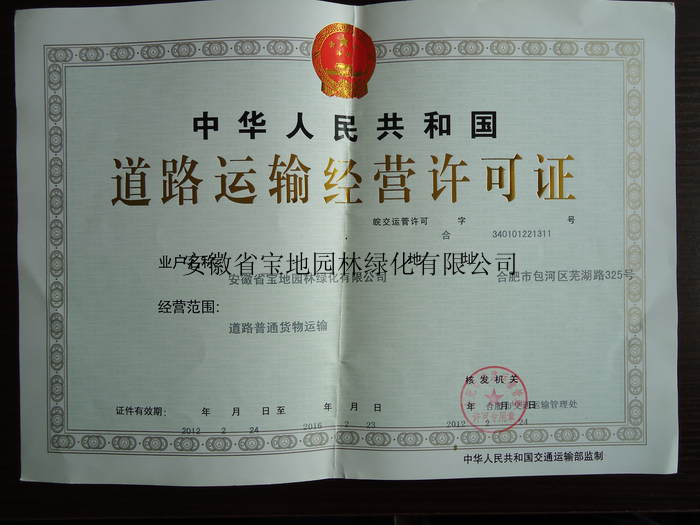 中华人民共和国
道路运输经营许可证
皖交运管许可 字 号
合 340101221311
业户名称: 地 址:
安徽省宝地园林绿化有限公司
安徽省宝地园林绿化有限公司 合肥市包河区芜湖路325号
经营范围:
道路普通货物运输
核发机关
合肥市 运输管理处
证件有效期: 年 月 日至 年 月 日 年 月 日
2012 2 24 2016 2 23 2012 2 24
中华人民共和国交通运输部监制